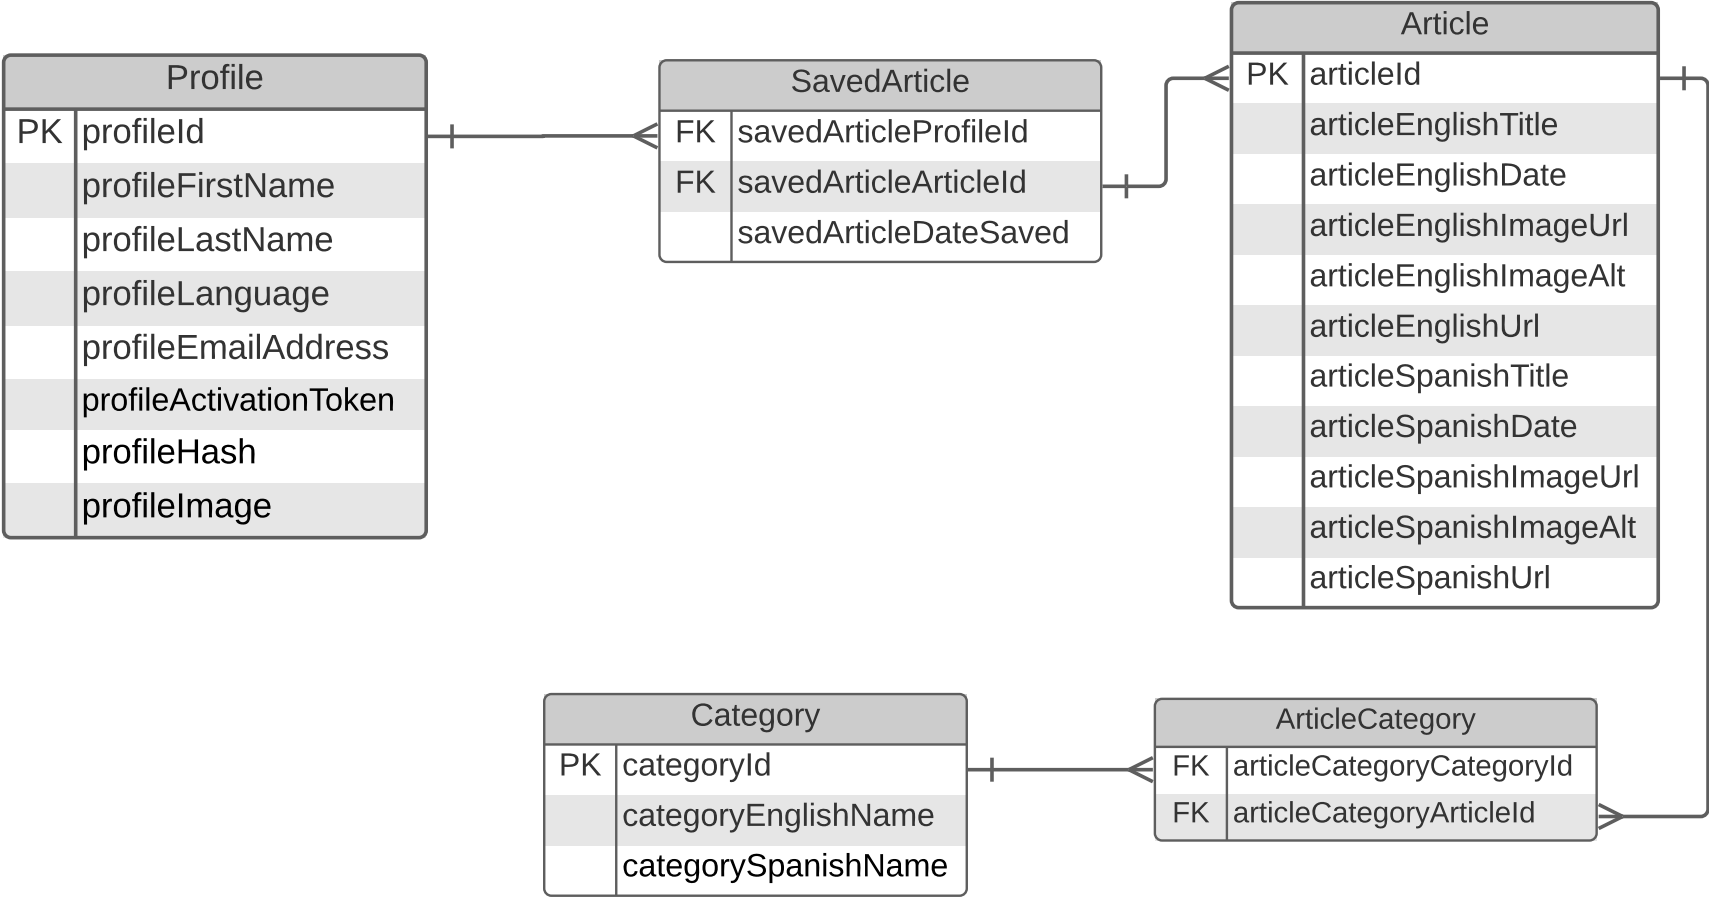 Profile
PK profileId
profileFirstName
profileLastName
profileLanguage
profileEmailAddress
profileActivationToken
profileHash
profileImage
SavedArticle
FK savedArticleProfileId
FK savedArticleArticleId
savedArticleDateSaved
Article
PK articleId
articleEnglishTitle
articleEnglishDate
articleEnglishImageUrl
articleEnglishImageAlt
articleEnglishUrl
articleSpanishTitle
articleSpanishDate
articleSpanishImageUrl
articleSpanishImageAlt
articleSpanishUrl
Category
PK categoryId
categoryEnglishName
categorySpanishName
ArticleCategory
FK articleCategoryCategoryId
FK articleCategoryArticleId